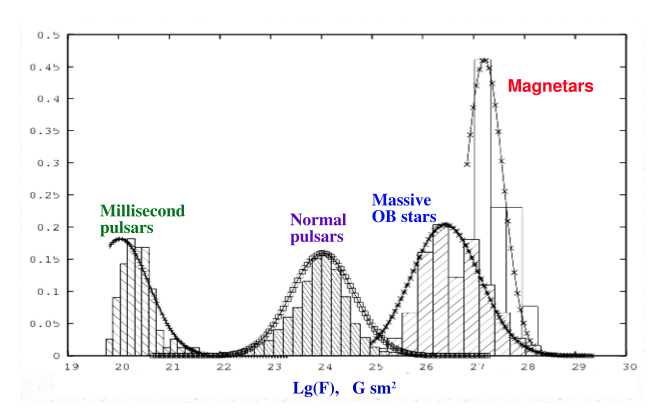 0.5
0.45
0.4
0.35
0.3
0.25
0.2
0.15
0.1
0.05
0
Magnetars
Massive
OB stars
Millisecond
pulsars
Normal
pulsars
19 20 21 22 23 24 25 26 27 28 29 30
Lg(F), G sm²